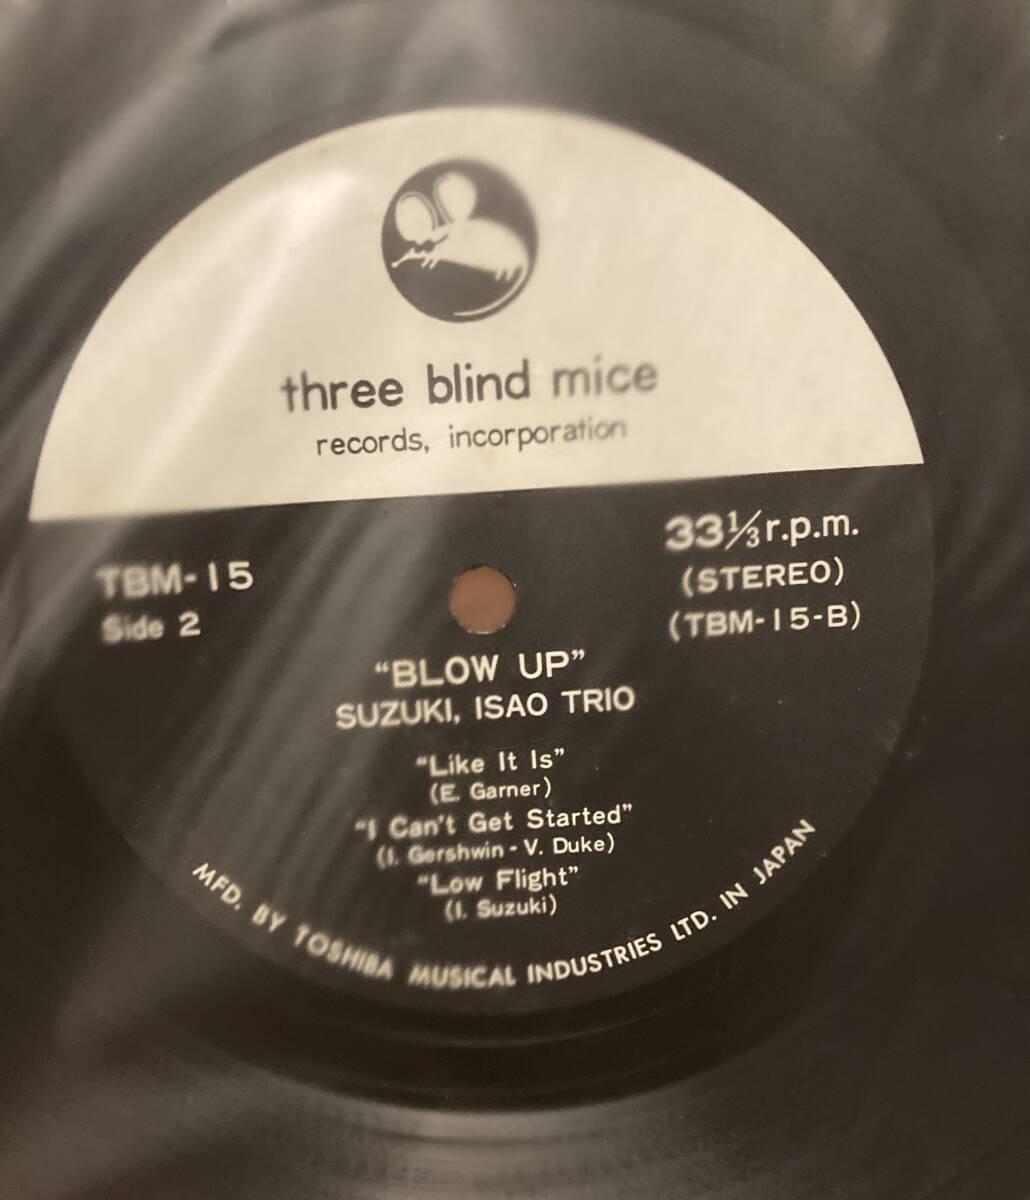 three blind mice
records, incorporation
TBM-15
Side 2
33⅓ r.p.m.
(STEREO)
(TBM-15-B)
"BLOW UP"
SUZUKI, ISAO TRIO
"Like It Is"
(E. Garner)
"I Can't Get Started"
(I. Gershwin - V. Duke)
"Low Flight"
(I. Suzuki)
MFD. BY TOSHIBA MUSICAL INDUSTRIES LTD. IN JAPAN